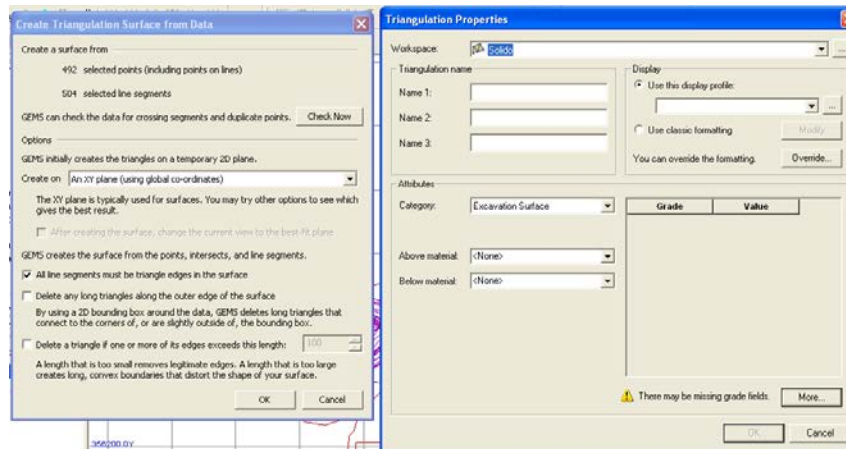 Create Triangulation Surface from Data
Create a surface from
492 selected points (including points on lines)
504 selected line segments
GEMS can check the data for crossing segments and duplicate points. Check Now
Options
GEMS initially creates the triangles on a temporary 2D plane.
Create on An XY plane (using global co-ordinates)
The XY plane is typically used for surfaces. You may try other options to see which
gives the best result.
After creating the surface, change the current view to the best-fit plane
GEMS creates the surface from the points, intersects, and line segments.
All line segments must be triangle edges in the surface
Delete any long triangles along the outer edge of the surface
By using a 2D bounding box around the data, GEMS deletes long triangles that
connect to the corners of, or are slightly outside of, the bounding box.
Delete a triangle if one or more of its edges exceeds this length: 100
A length that is too small removes legitimate edges. A length that is too large
creates long, convex boundaries that distort the shape of your surface.
OK Cancel
356200.0Y
Triangulation Properties
Workspace: Solido ...
Triangulation name
Name 1:
Name 2:
Name 3:
Display
Use this display profile:
...
Use classic formatting Modify
You can override the formatting. Override...
Attributes
Category: Excavation Surface
Above material: <None>
Below material: <None>
Grade Value
There may be missing grade fields. More...
OK Cancel